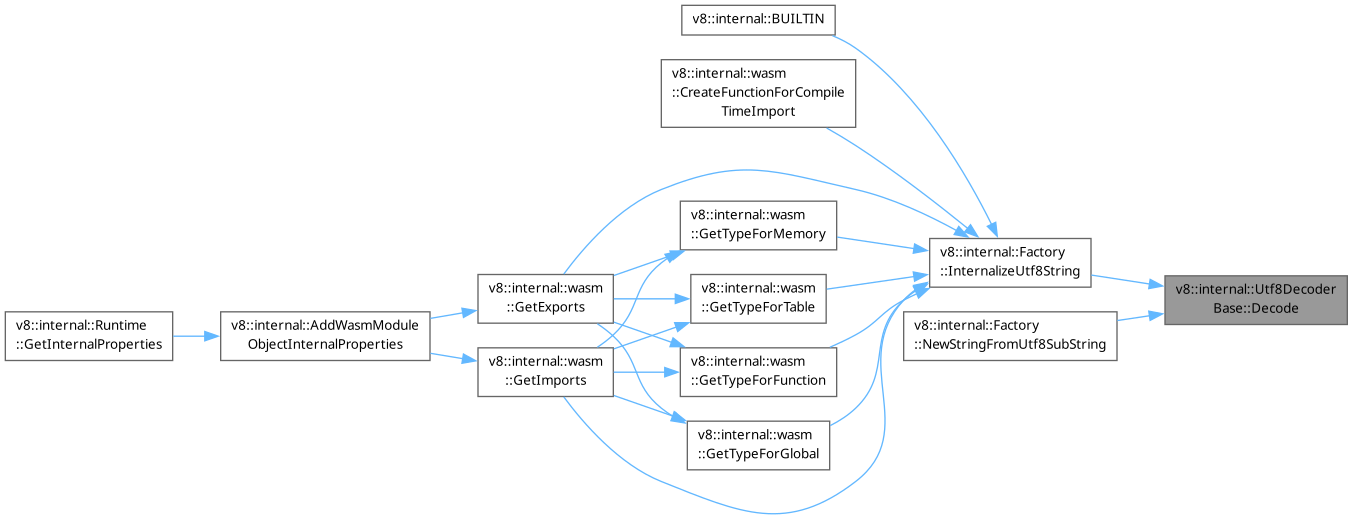 v8::internal::BUILTIN
v8::internal::wasm
::CreateFunctionForCompile
TimeImport
v8::internal::wasm
::GetTypeForMemory
v8::internal::Factory
::InternalizeUtf8String
v8::internal::wasm
::GetExports
v8::internal::wasm
::GetTypeForTable
v8::internal::Utf8Decoder
Base::Decode
v8::internal::Runtime
::GetInternalProperties
v8::internal::AddWasmModule
ObjectInternalProperties
v8::internal::Factory
::NewStringFromUtf8SubString
v8::internal::wasm
::GetImports
v8::internal::wasm
::GetTypeForFunction
v8::internal::wasm
::GetTypeForGlobal